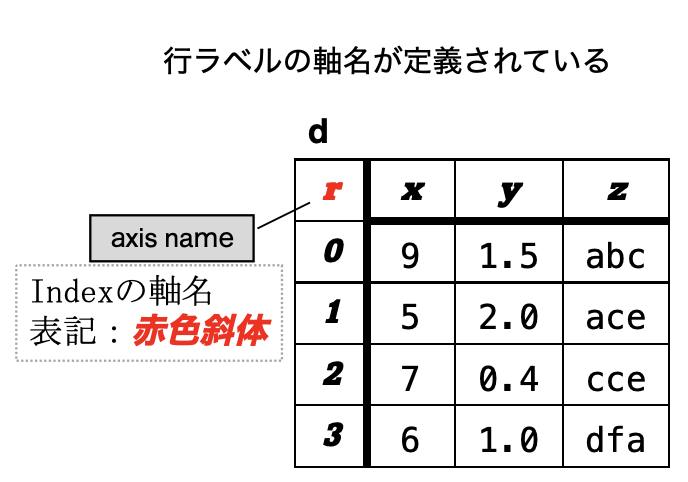 行ラベルの軸名が定義されている
d
r x y z
axis name
0 9 1.5 abc
Indexの軸名
表記：赤色斜体
1 5 2.0 ace
2 7 0.4 cce
3 6 1.0 dfa